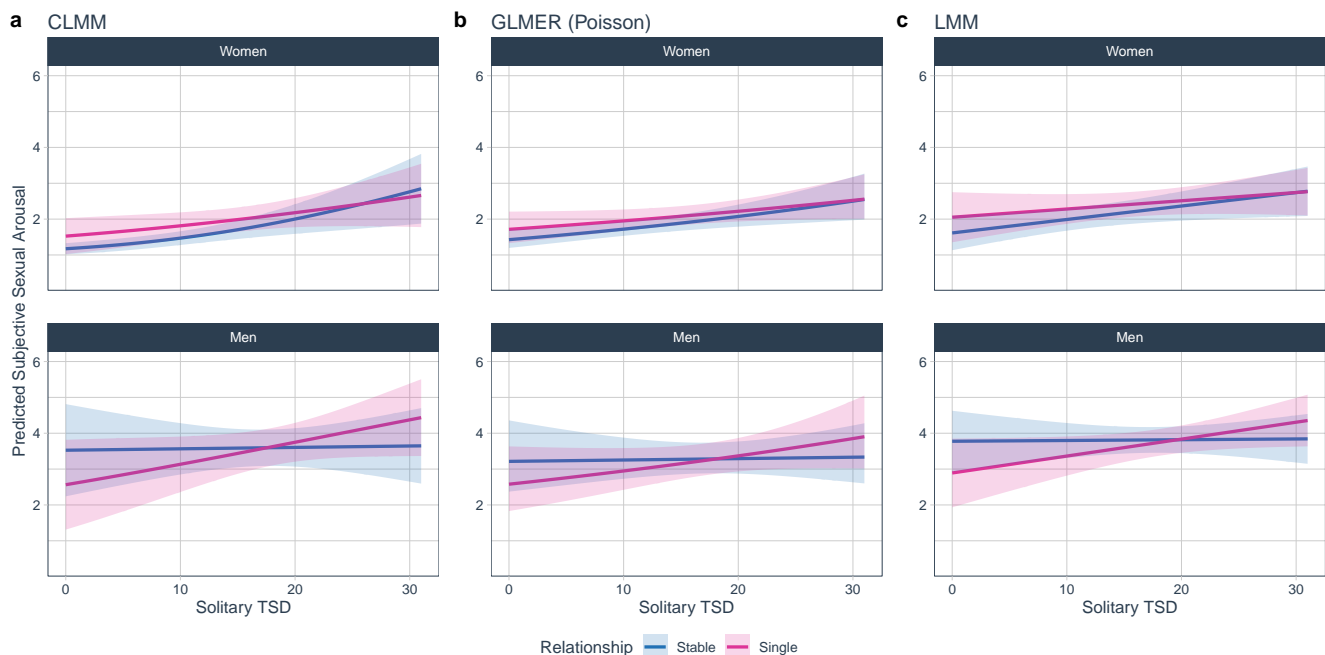 a CLMM
b GLMER (Poisson)
c LMM
Predicted Subjective Sexual Arousal
Women
6
4
2
Women
6
4
2
Women
6
4
2
Men
6
4
2
0 10 20 30
Solitary TSD
Men
6
4
2
0 10 20 30
Solitary TSD
Men
6
4
2
0 10 20 30
Solitary TSD
Relationship Stable Single